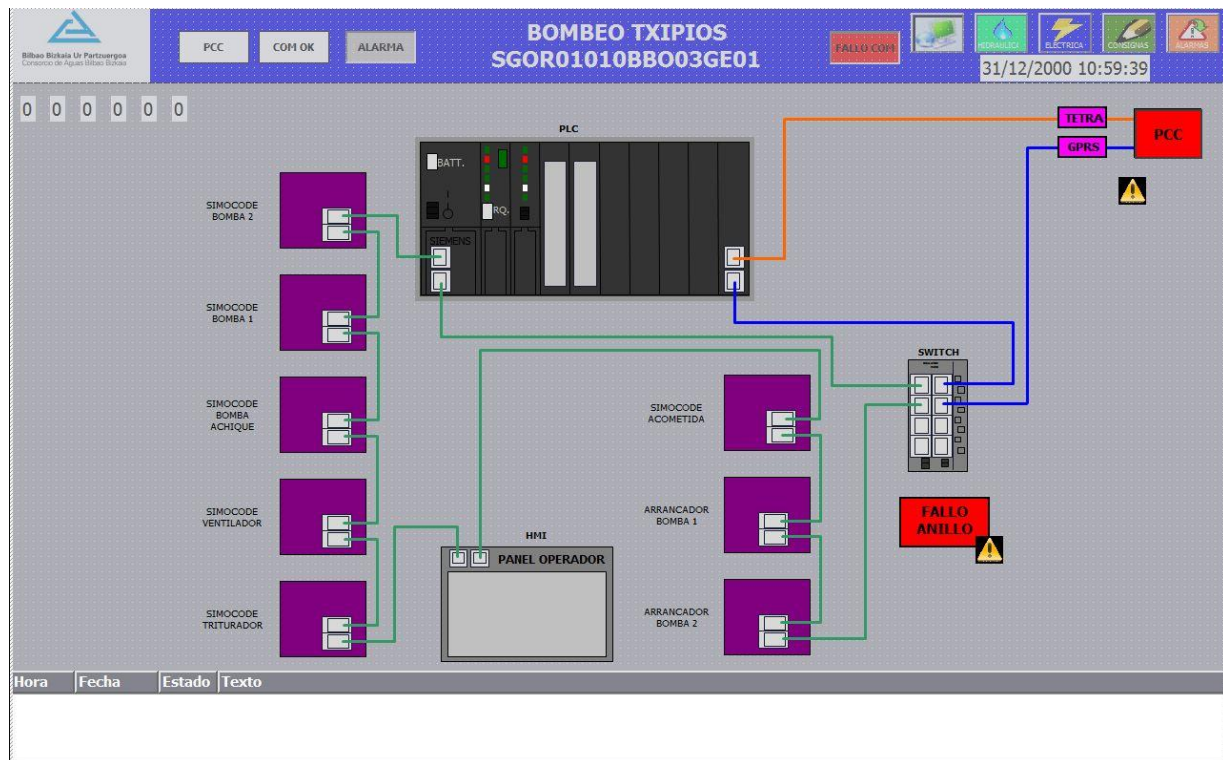 Bilbao Bizkaia Ur Partzuergoa
Consorcio de Aguas Bilbao Bizkaia
PCC
COM OK
ALARMA
BOMBEO TXIPIOS
SGOR01010BBO03GE01
FALLO COM
HIDRAULICA
ELÉCTRICA
CONSIGNAS
ALARMAS
31/12/2000 10:59:39
0 0 0 0 0 0
PLC
BATT.
RQ.
SIEMENS
TETRA
GPRS
PCC
SIMOCODE
BOMBA 2
SIMOCODE
BOMBA 1
SIMOCODE
BOMBA
ACHIQUE
SIMOCODE
VENTILADOR
SIMOCODE
TRITURADOR
SWITCH
SIMOCODE
ACOMETIDA
ARRANCADOR
BOMBA 1
ARRANCADOR
BOMBA 2
FALLO
ANILLO
HMI
PANEL OPERADOR
Hora Fecha Estado Texto